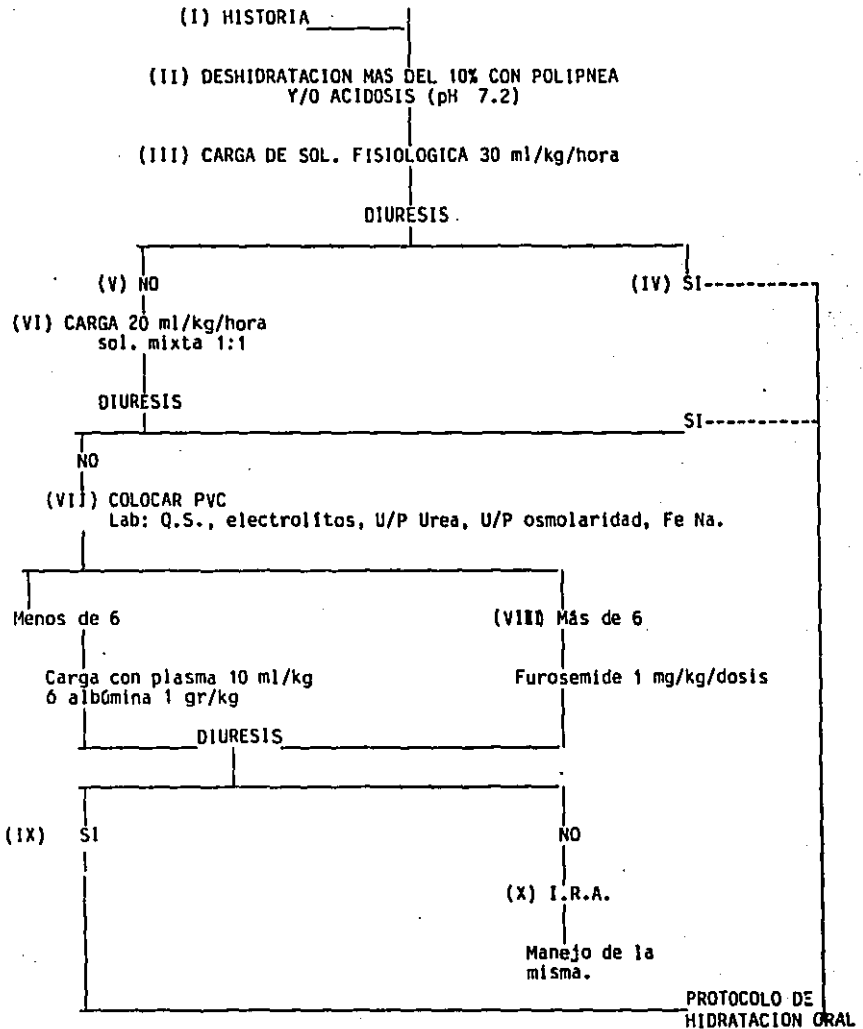 (I) HISTORIA
(II) DESHIDRATACION MAS DEL 10% CON POLIPNEA
Y/O ACIDOSIS (pH 7.2)
(III) CARGA DE SOL. FISIOLOGICA 30 ml/kg/hora
DIURESIS
(V) NO
(IV) SI
(VI) CARGA 20 ml/kg/hora
sol. mixta 1:1
DIURESIS
SI
NO
(VII) COLOCAR PVC
Lab: Q.S., electrolitos, U/P Urea, U/P osmolaridad, Fe Na.
Menos de 6
(VIII) Más de 6
Carga con plasma 10 ml/kg
ó albúmina 1 gr/kg
Furosemide 1 mg/kg/dosis
DIURESIS
(IX) SI
NO
(X) I.R.A.
Manejo de la
misma.
PROTOCOLO DE
HIDRATACION ORAL